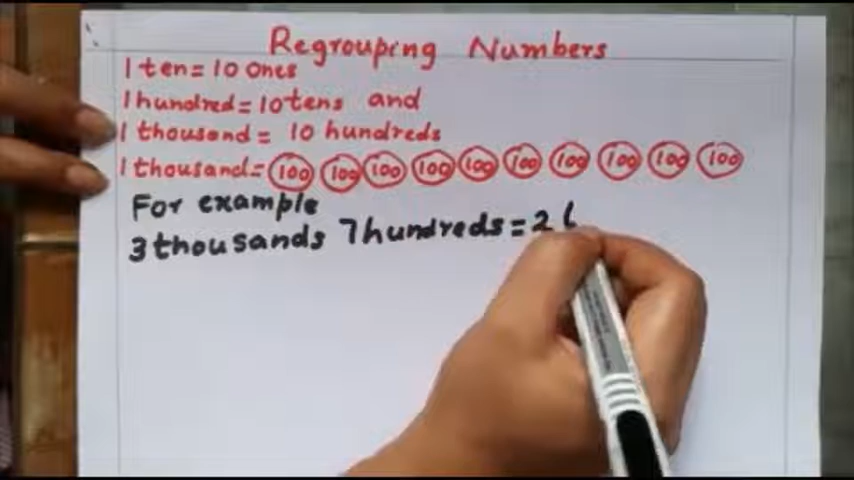 Regrouping Numbers
1 ten = 10 Ones
1 hundred = 10 tens and
1 thousand = 10 hundreds
1 thousand = 100 100 100 100 100 100 100 100 100 100
For example
3 thousands 7 hundreds = 2